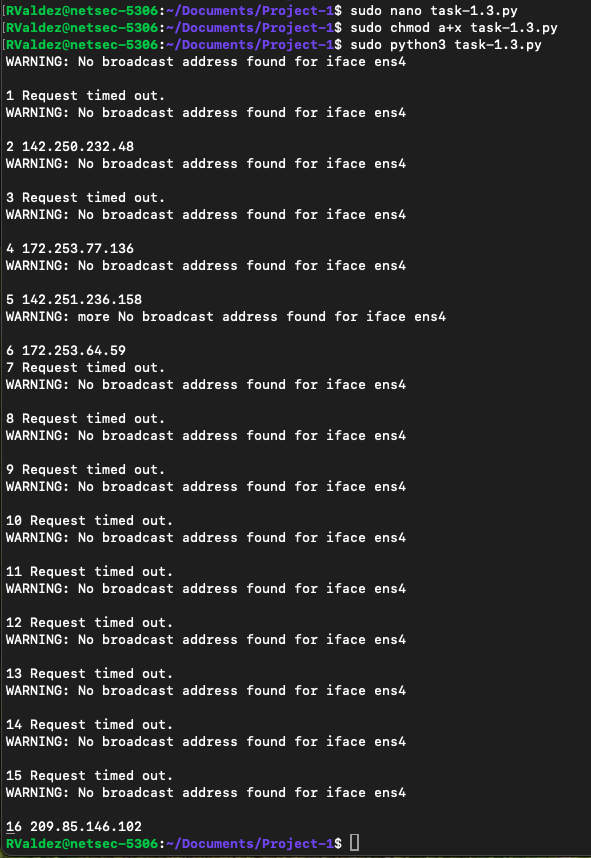 [RValdez@netsec-5306:~/Documents/Project-1$ sudo nano task-1.3.py
[RValdez@netsec-5306:~/Documents/Project-1$ sudo chmod a+x task-1.3.py
[RValdez@netsec-5306:~/Documents/Project-1$ sudo python3 task-1.3.py
WARNING: No broadcast address found for iface ens4
1 Request timed out.
WARNING: No broadcast address found for iface ens4
2 142.250.232.48
WARNING: No broadcast address found for iface ens4
3 Request timed out.
WARNING: No broadcast address found for iface ens4
4 172.253.77.136
WARNING: No broadcast address found for iface ens4
5 142.251.236.158
WARNING: more No broadcast address found for iface ens4
6 172.253.64.59
7 Request timed out.
WARNING: No broadcast address found for iface ens4
8 Request timed out.
WARNING: No broadcast address found for iface ens4
9 Request timed out.
WARNING: No broadcast address found for iface ens4
10 Request timed out.
WARNING: No broadcast address found for iface ens4
11 Request timed out.
WARNING: No broadcast address found for iface ens4
12 Request timed out.
WARNING: No broadcast address found for iface ens4
13 Request timed out.
WARNING: No broadcast address found for iface ens4
14 Request timed out.
WARNING: No broadcast address found for iface ens4
15 Request timed out.
WARNING: No broadcast address found for iface ens4
16 209.85.146.102
RValdez@netsec-5306:~/Documents/Project-1$